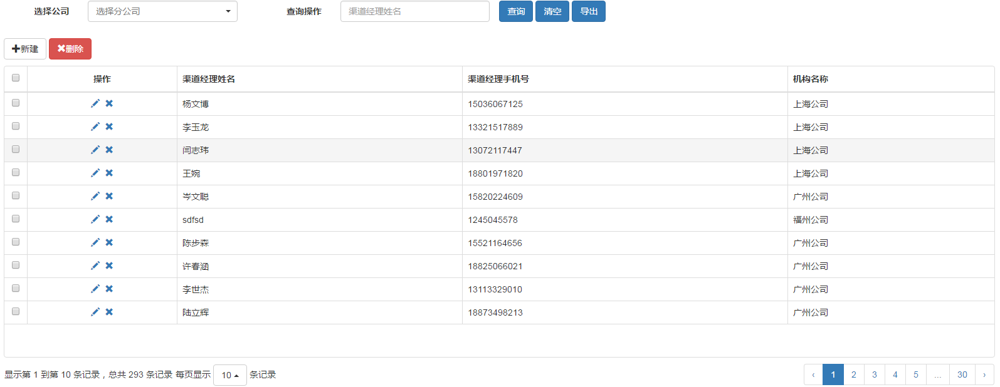 选择公司 选择分公司 查询操作 渠道经理姓名 查询 清空 导出
新建 删除
操作 渠道经理姓名 渠道经理手机号 机构名称
杨文博 15036067125 上海公司
李玉龙 13321517889 上海公司
闫志玮 13072117447 上海公司
王婉 18801971820 上海公司
岑文聪 15820224609 广州公司
sdfsd 1245045578 福州公司
陈步森 15521164656 广州公司
许春涵 18825066021 广州公司
李世杰 13113329010 广州公司
陆立辉 18873498213 广州公司
显示第 1 到第 10 条记录，总共 293 条记录 每页显示 10 条记录 ‹ 1 2 3 4 5 ... 30 ›